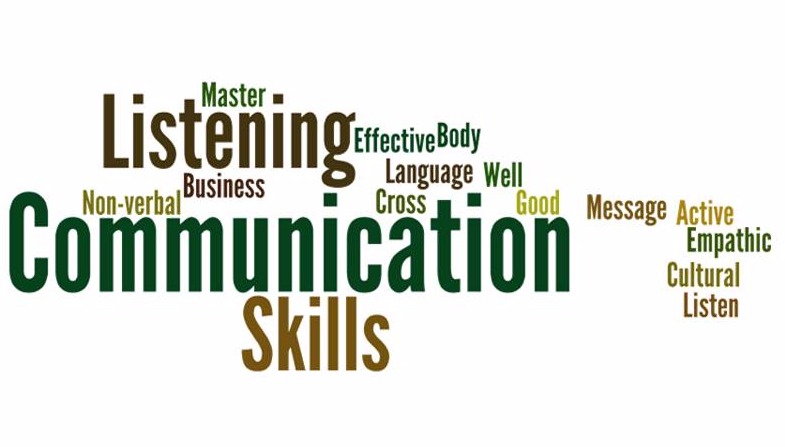 Master
Listening
Effective Body
Language Well
Business
Non-verbal Cross Good Message Active
Communication
Empathic
Cultural
Listen
Skills